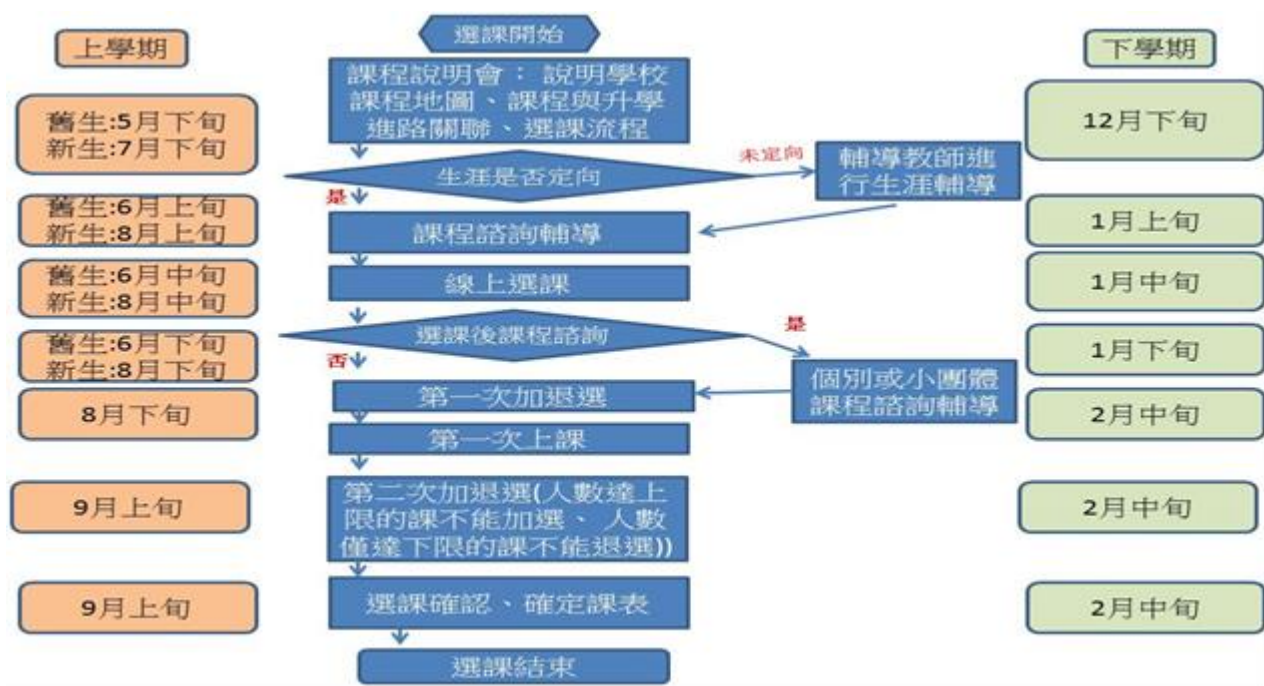 選課開始
上學期
下學期
課程說明會： 說明學校
課程地圖、課程與升學
進路關聯、選課流程
舊生:5月下旬
新生:7月下旬
12月下旬
未定向
生涯是否定向
輔導教師進
行生涯輔導
是
舊生:6月上旬
新生:8月上旬
課程諮詢輔導
1月上旬
舊生:6月中旬
新生:8月中旬
線上選課
1月中旬
選課後課程諮詢
是
舊生:6月下旬
新生:8月下旬
否
1月下旬
個別或小團體
課程諮詢輔導
8月下旬
第一次加退選
2月中旬
第一次上課
9月上旬
第二次加退選(人數達上
限的課不能加選、 人數
僅達下限的課不能退選))
2月中旬
9月上旬
選課確認、確定課表
2月中旬
選課結束